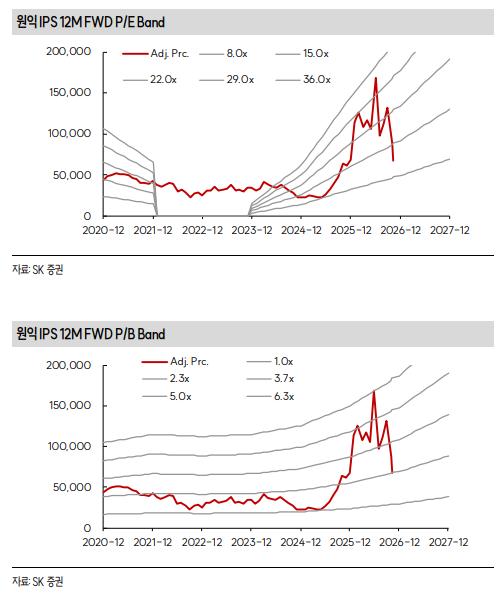 원익IPS 12M FWD P/E Band
200,000
Adj. Prc.
8.0x
15.0x
22.0x
29.0x
36.0x
150,000
100,000
50,000
0
2020-12 2021-12 2022-12 2023-12 2024-12 2025-12 2026-12 2027-12
자료: SK 증권
원익IPS 12M FWD P/B Band
200,000
Adj. Prc.
1.0x
2.3x
3.7x
5.0x
6.3x
150,000
100,000
50,000
0
2020-12 2021-12 2022-12 2023-12 2024-12 2025-12 2026-12 2027-12
자료: SK 증권